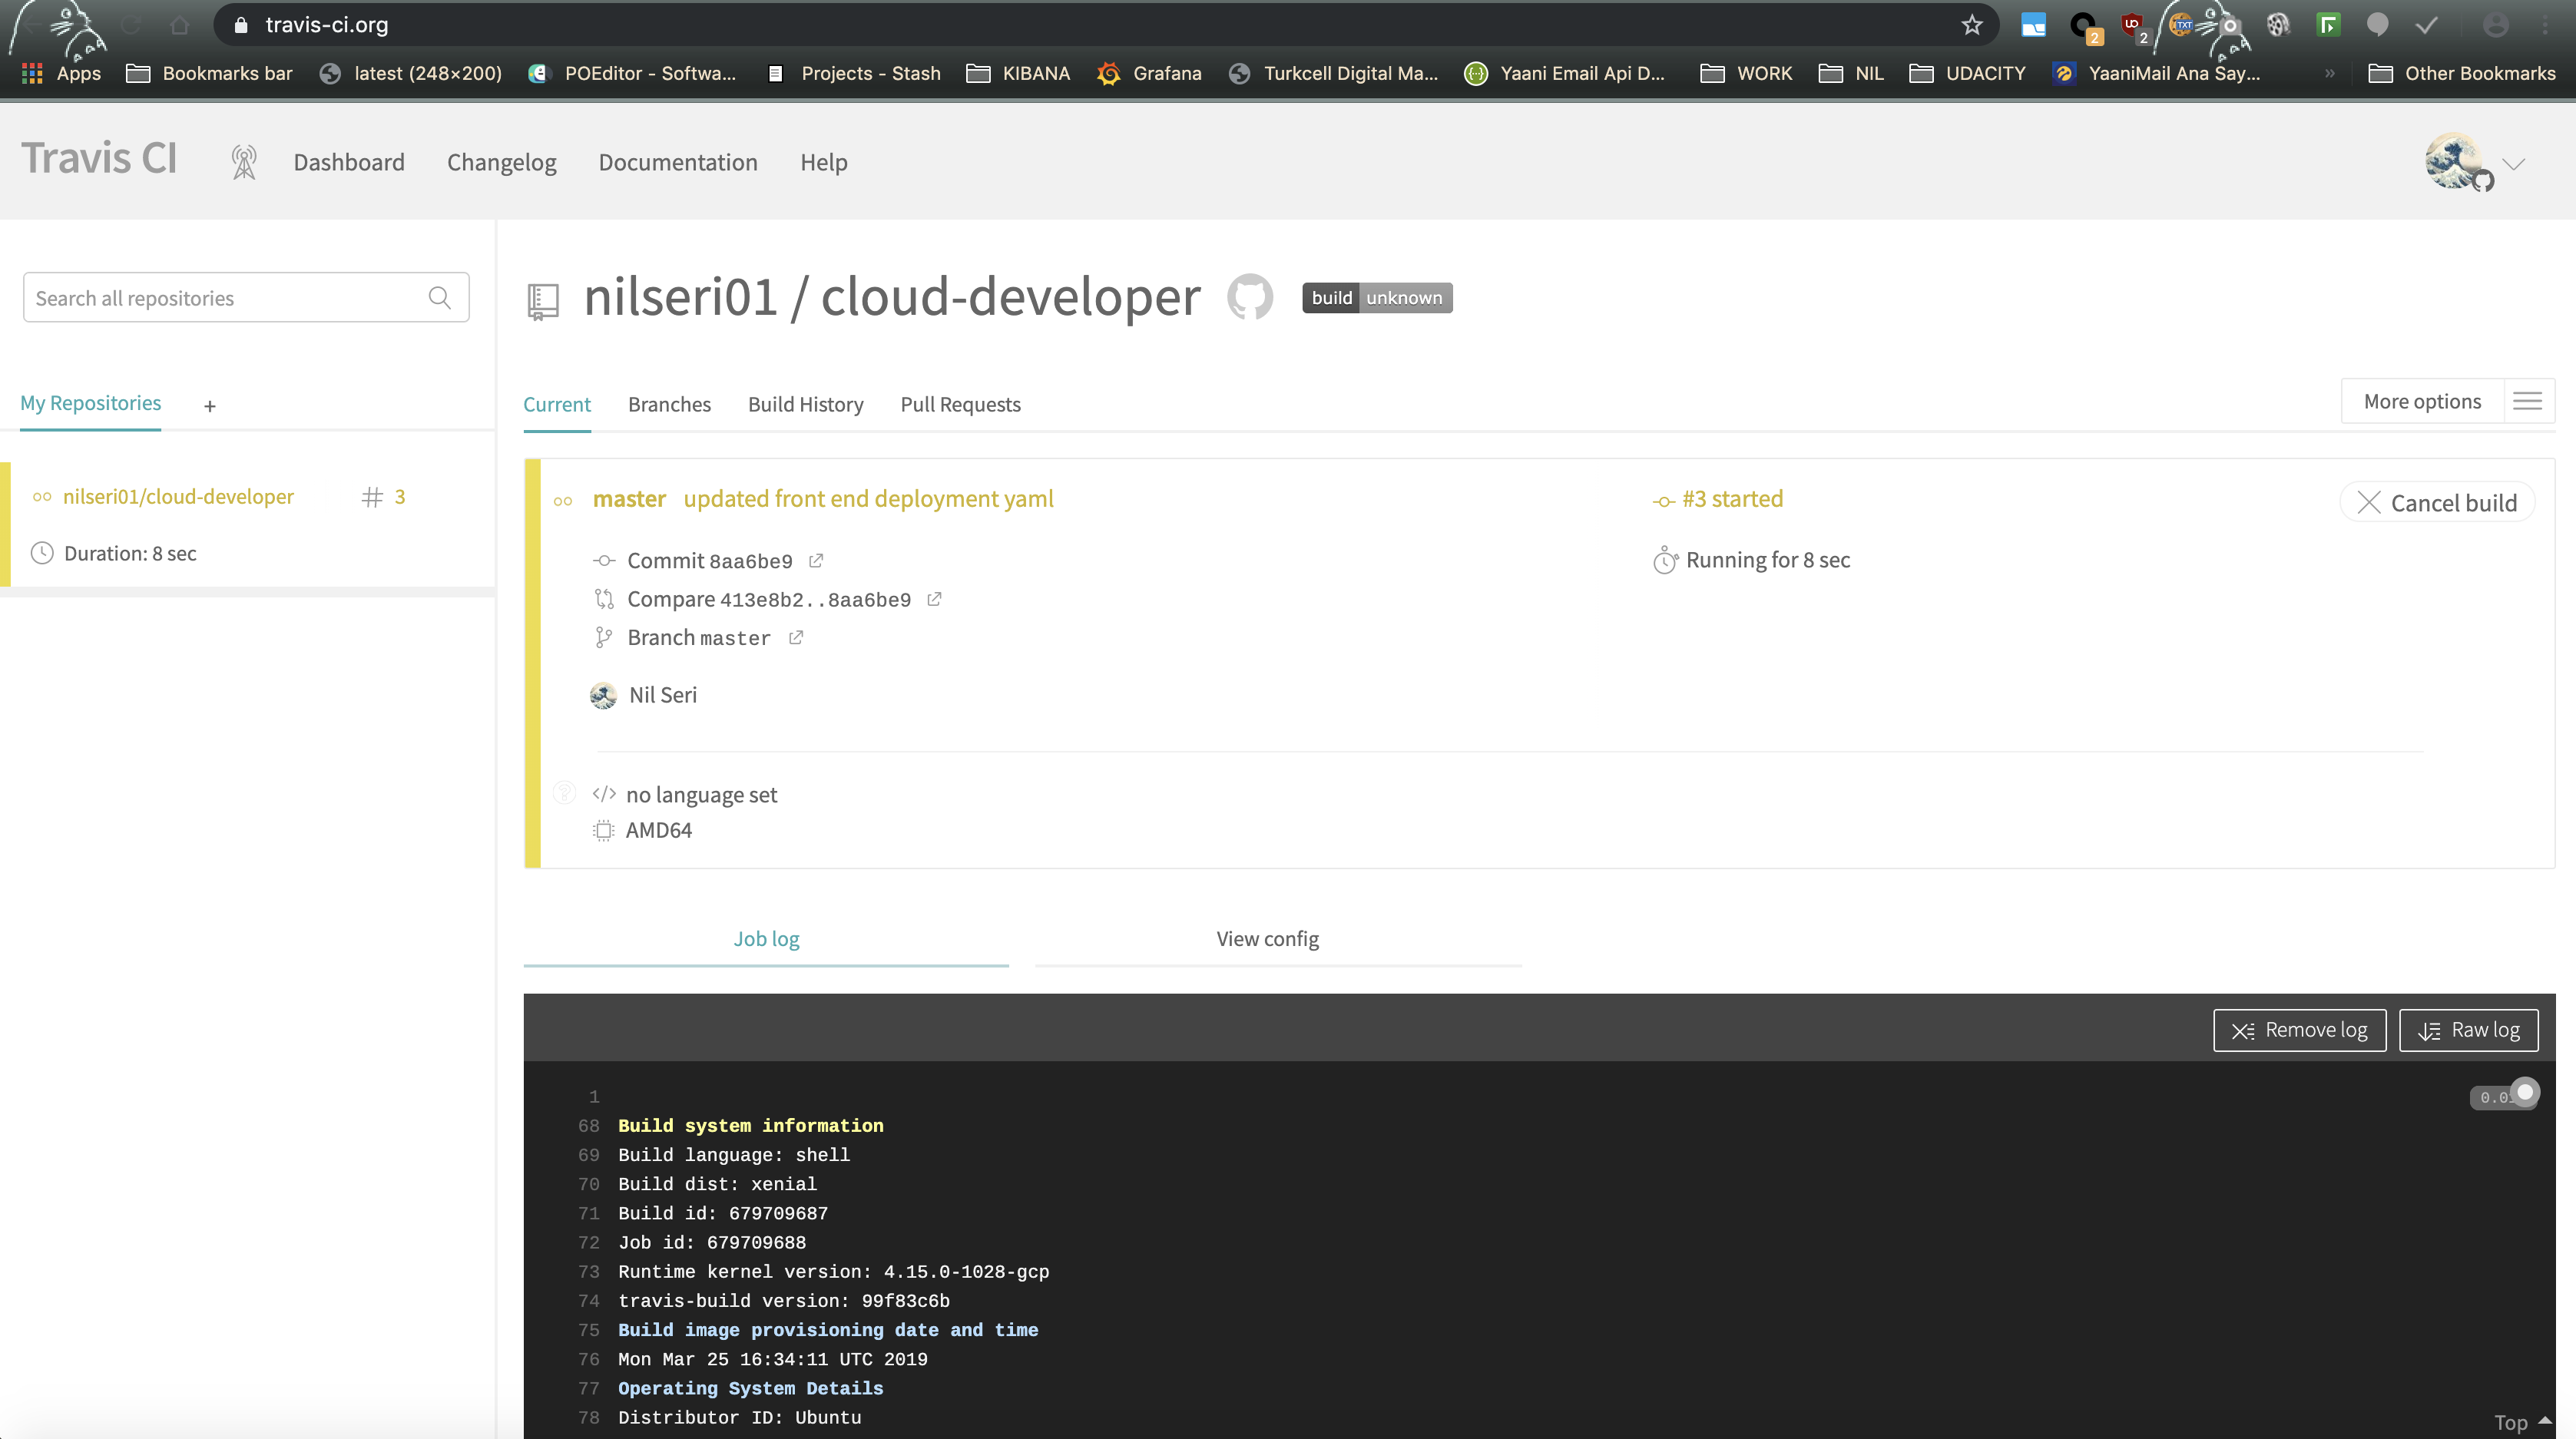 travis-ci.org
2
2
TXT
Apps
Bookmarks bar
latest (248×200)
POEditor - Softwa...
Projects - Stash
KIBANA
Grafana
Turkcell Digital Ma...
Yaani Email Api D...
WORK
NIL
UDACITY
YaaniMail Ana Say...
»
Other Bookmarks
Travis CI
Dashboard
Changelog
Documentation
Help
Search all repositories
nilseri01 / cloud-developer
build unknown
My Repositories
+
Current
Branches
Build History
Pull Requests
More options
nilseri01/cloud-developer
# 3
Duration: 8 sec
master updated front end deployment yaml
#3 started
Cancel build
Commit 8aa6be9
Running for 8 sec
Compare 413e8b2..8aa6be9
Branch master
Nil Seri
? </> no language set
AMD64
Job log
View config
Remove log
Raw log
1
68 Build system information
69 Build language: shell
70 Build dist: xenial
71 Build id: 679709687
72 Job id: 679709688
73 Runtime kernel version: 4.15.0-1028-gcp
74 travis-build version: 99f83c6b
75 Build image provisioning date and time
76 Mon Mar 25 16:34:11 UTC 2019
77 Operating System Details
78 Distributor ID: Ubuntu
Top